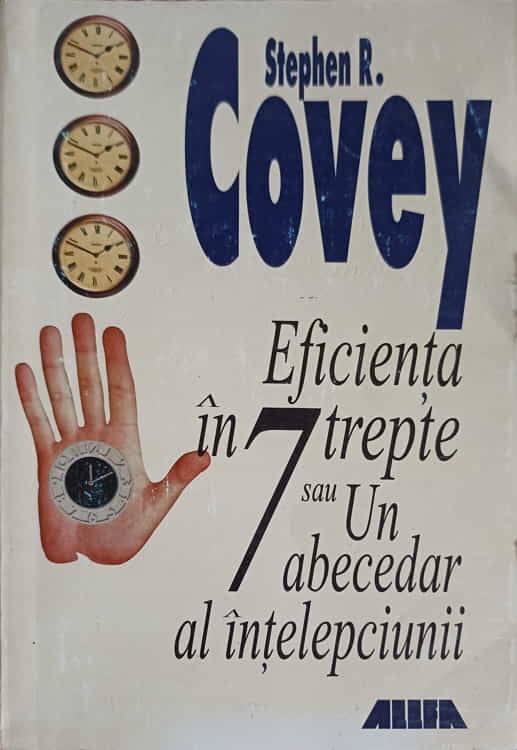 Stephen R.
Covey
Eficiența
în 7 trepte
sau Un
abecedar
al înțelepciunii
ALLFA